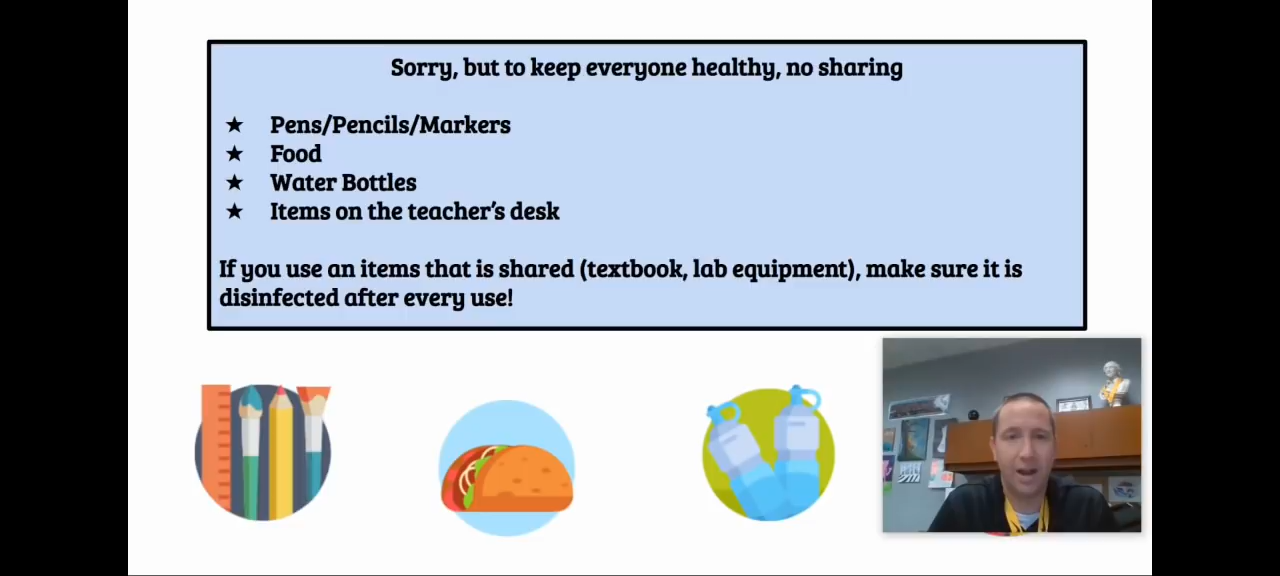 Sorry, but to keep everyone healthy, no sharing
★ Pens/Pencils/Markers
★ Food
★ Water Bottles
★ Items on the teacher's desk
If you use an items that is shared (textbook, lab equipment), make sure it is
disinfected after every use!